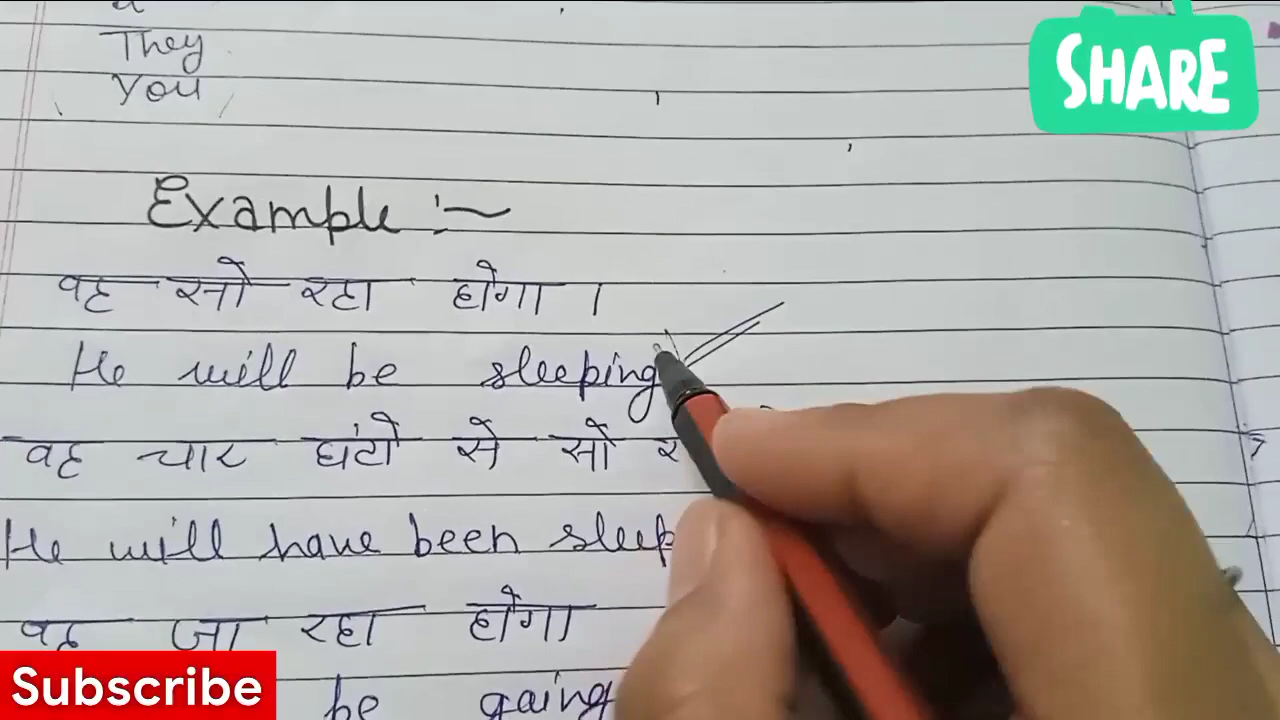 They
You
SHARE
Example :-
वह सो रहा होगा ।
He will be sleeping
वह चार घंटो से सो र
He will have been sleep
वह जा रहा होगा
be going
Subscribe